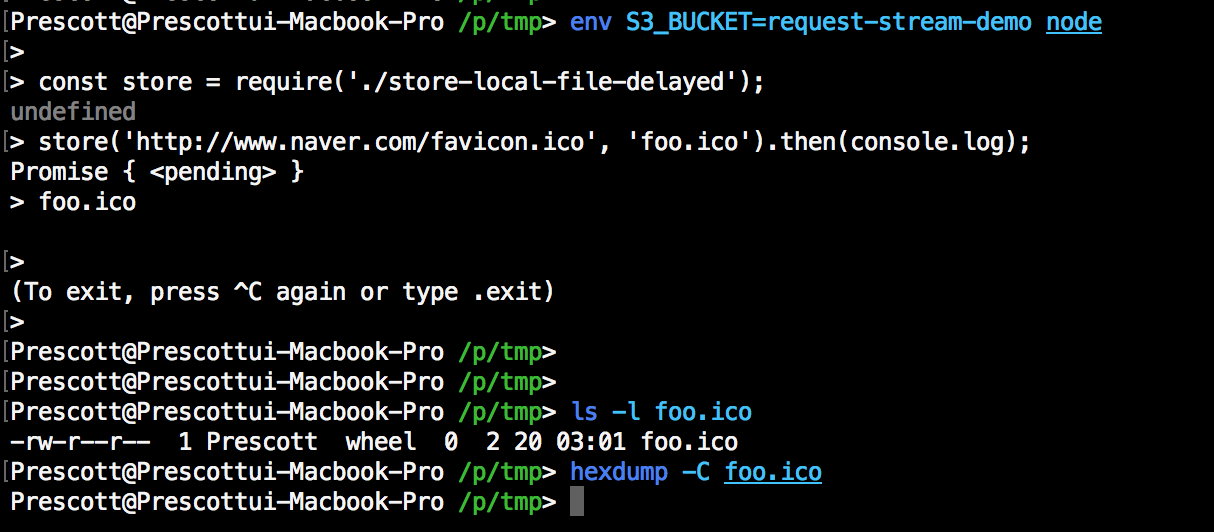 Prescott@Prescottui-Macbook-Pro /p/tmp> env S3_BUCKET=request-stream-demo node
>
> const store = require('./store-local-file-delayed');
undefined
> store('http://www.naver.com/favicon.ico', 'foo.ico').then(console.log);
Promise { <pending> }
> foo.ico
>
(To exit, press ^C again or type .exit)
>
Prescott@Prescottui-Macbook-Pro /p/tmp>
Prescott@Prescottui-Macbook-Pro /p/tmp>
Prescott@Prescottui-Macbook-Pro /p/tmp> ls -l foo.ico
-rw-r--r--  1 Prescott  wheel  0  2 20 03:01 foo.ico
Prescott@Prescottui-Macbook-Pro /p/tmp> hexdump -C foo.ico
Prescott@Prescottui-Macbook-Pro /p/tmp>